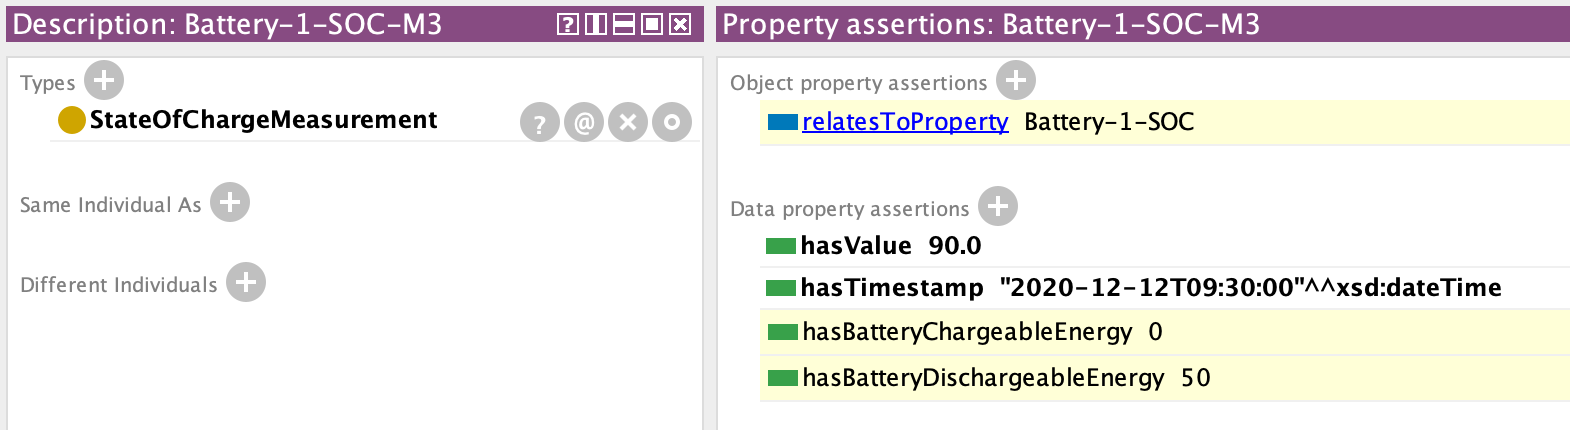 Description: Battery-1-SOC-M3
Types
StateOfChargeMeasurement
Same Individual As
Different Individuals
Property assertions: Battery-1-SOC-M3
Object property assertions
relatesToProperty Battery-1-SOC
Data property assertions
hasValue 90.0
hasTimestamp "2020-12-12T09:30:00"^^xsd:dateTime
hasBatteryChargeableEnergy 0
hasBatteryDischargeableEnergy 50